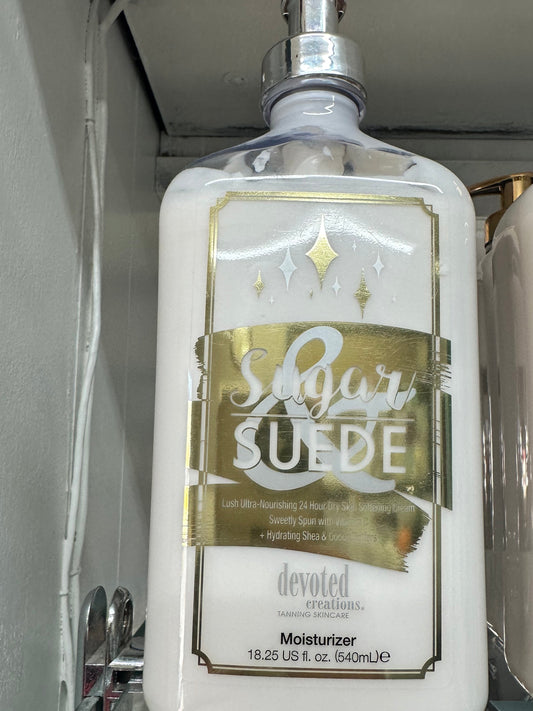 Sugar
&
SUEDE
Lush Ultra-Nourishing 24 Hour Dry Skin Softening Cream
Sweetly Spun with
+ Hydrating Shea &
devoted
creations®
TANNING SKINCARE
Moisturizer
18.25 US fl. oz. (540mL)℮